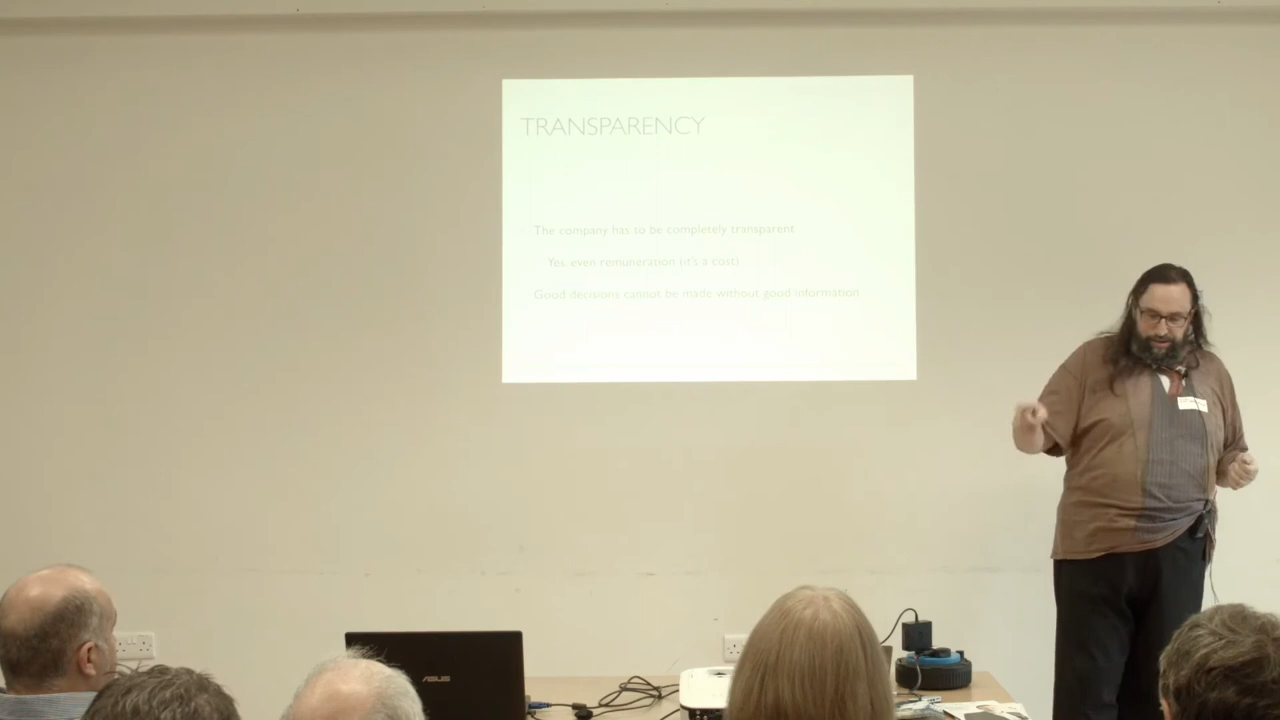 TRANSPARENCY
The company has to be completely transparent
Yes, even remuneration (it's a cost)
Good decisions cannot be made without good information
ASUS